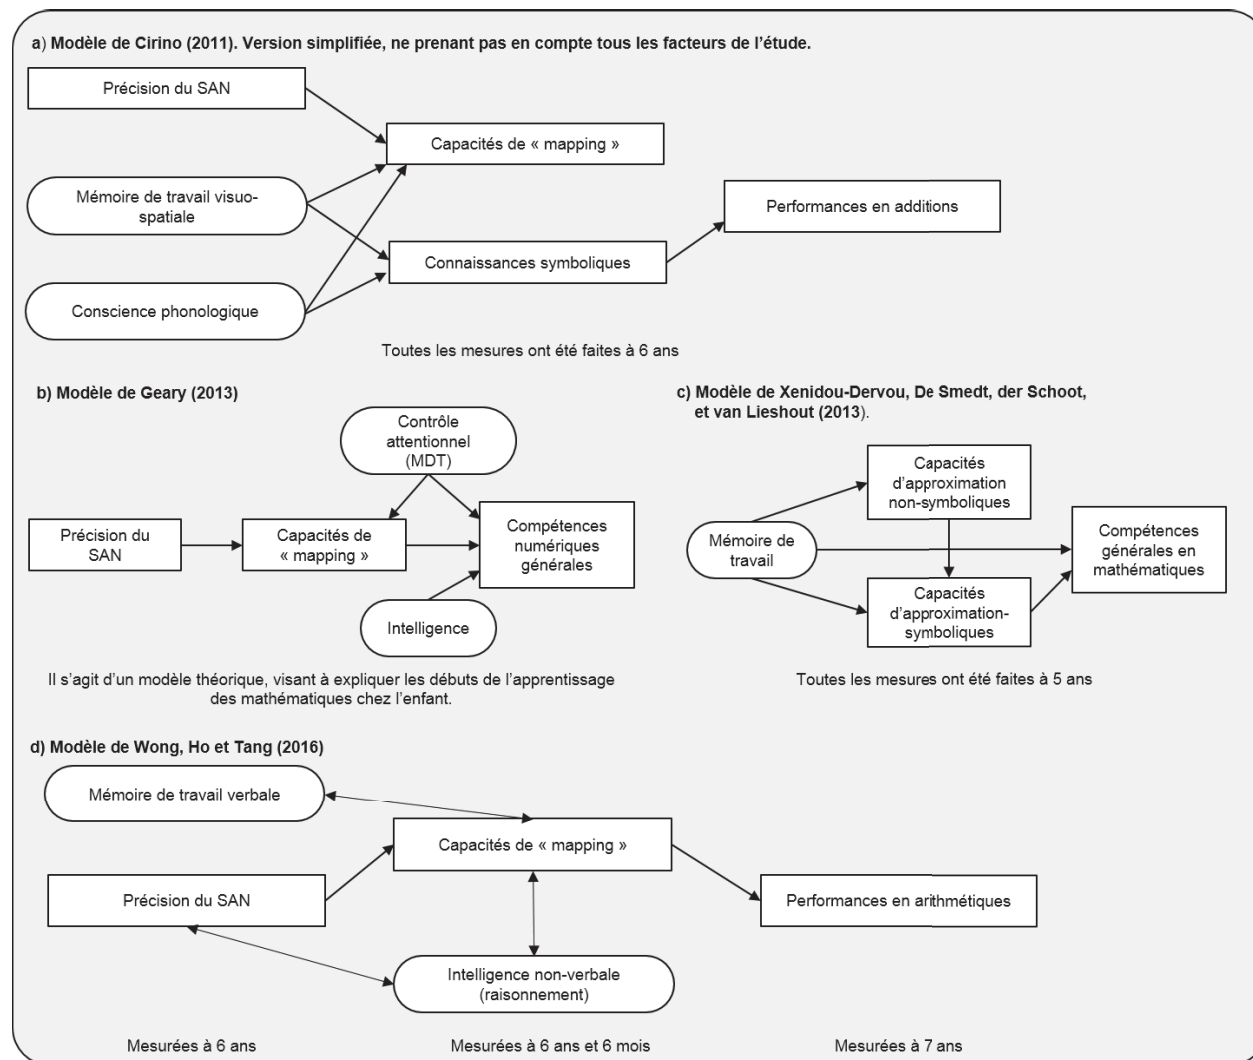 a) Modèle de Cirino (2011). Version simplifiée, ne prenant pas en compte tous les facteurs de l’étude.
Précision du SAN
Capacités de « mapping »
Mémoire de travail visuo-
spatiale
Performances en additions
Connaissances symboliques
Conscience phonologique
Toutes les mesures ont été faites à 6 ans
b) Modèle de Geary (2013)
Contrôle
attentionnel
(MDT)
Précision du
SAN
Capacités de
« mapping »
Compétences
numériques
générales
Intelligence
Il s’agit d’un modèle théorique, visant à expliquer les débuts de l’apprentissage
des mathématiques chez l’enfant.
c) Modèle de Xenidou-Dervou, De Smedt, der Schoot,
et van Lieshout (2013).
Capacités
d’approximation
non-symboliques
Mémoire de
travail
Compétences
générales en
mathématiques
Capacités
d’approximation-
symboliques
Toutes les mesures ont été faites à 5 ans
d) Modèle de Wong, Ho et Tang (2016)
Mémoire de travail verbale
Capacités de « mapping »
Précision du SAN
Performances en arithmétiques
Intelligence non-verbale
(raisonnement)
Mesurées à 6 ans
Mesurées à 6 ans et 6 mois
Mesurées à 7 ans